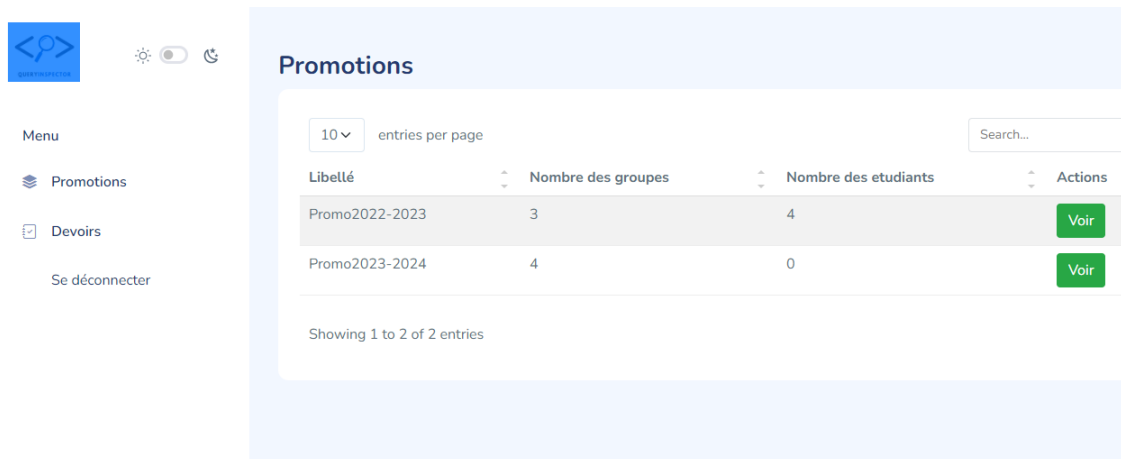 QUERYINSPECTOR
Menu
Promotions
Devoirs
Se déconnecter
Promotions
10 entries per page
Search...
Libellé Nombre des groupes Nombre des etudiants Actions
Promo2022-2023 3 4 Voir
Promo2023-2024 4 0 Voir
Showing 1 to 2 of 2 entries